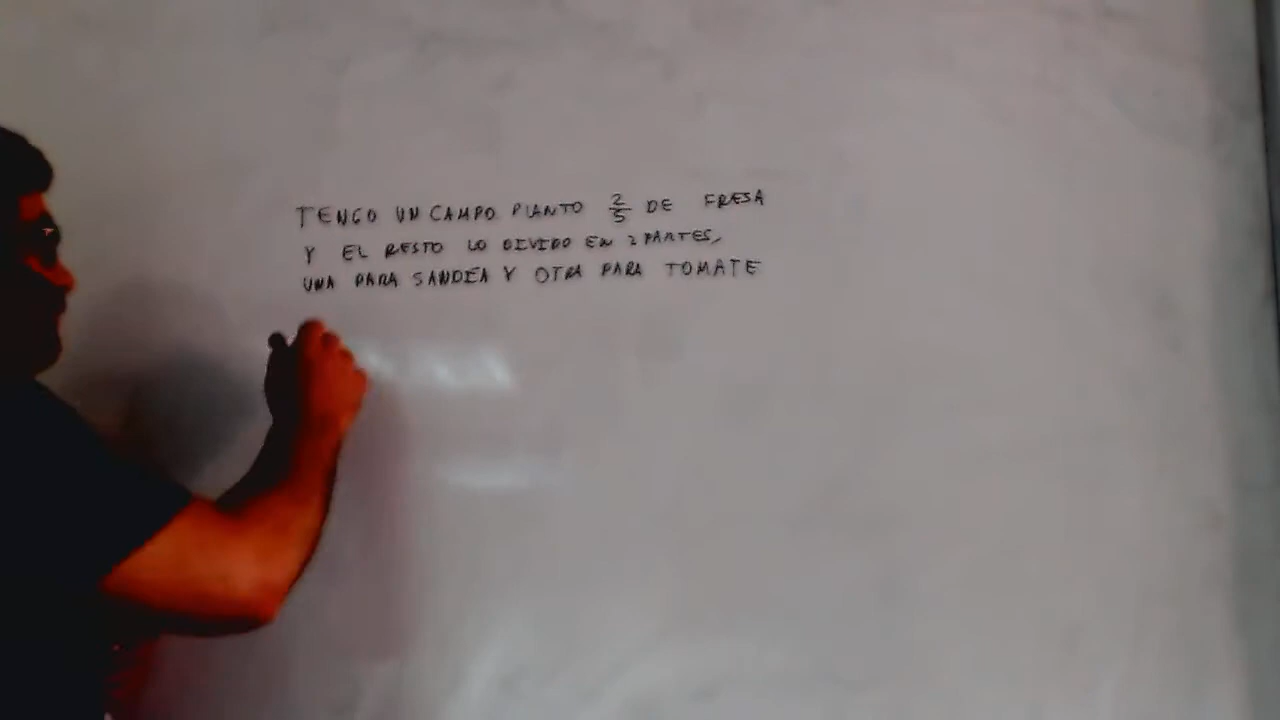 TENGO UN CAMPO. PLANTO 2/5 DE FRESA
Y EL RESTO LO DIVIDO EN 2 PARTES,
UNA PARA SANDÍA Y OTRA PARA TOMATE